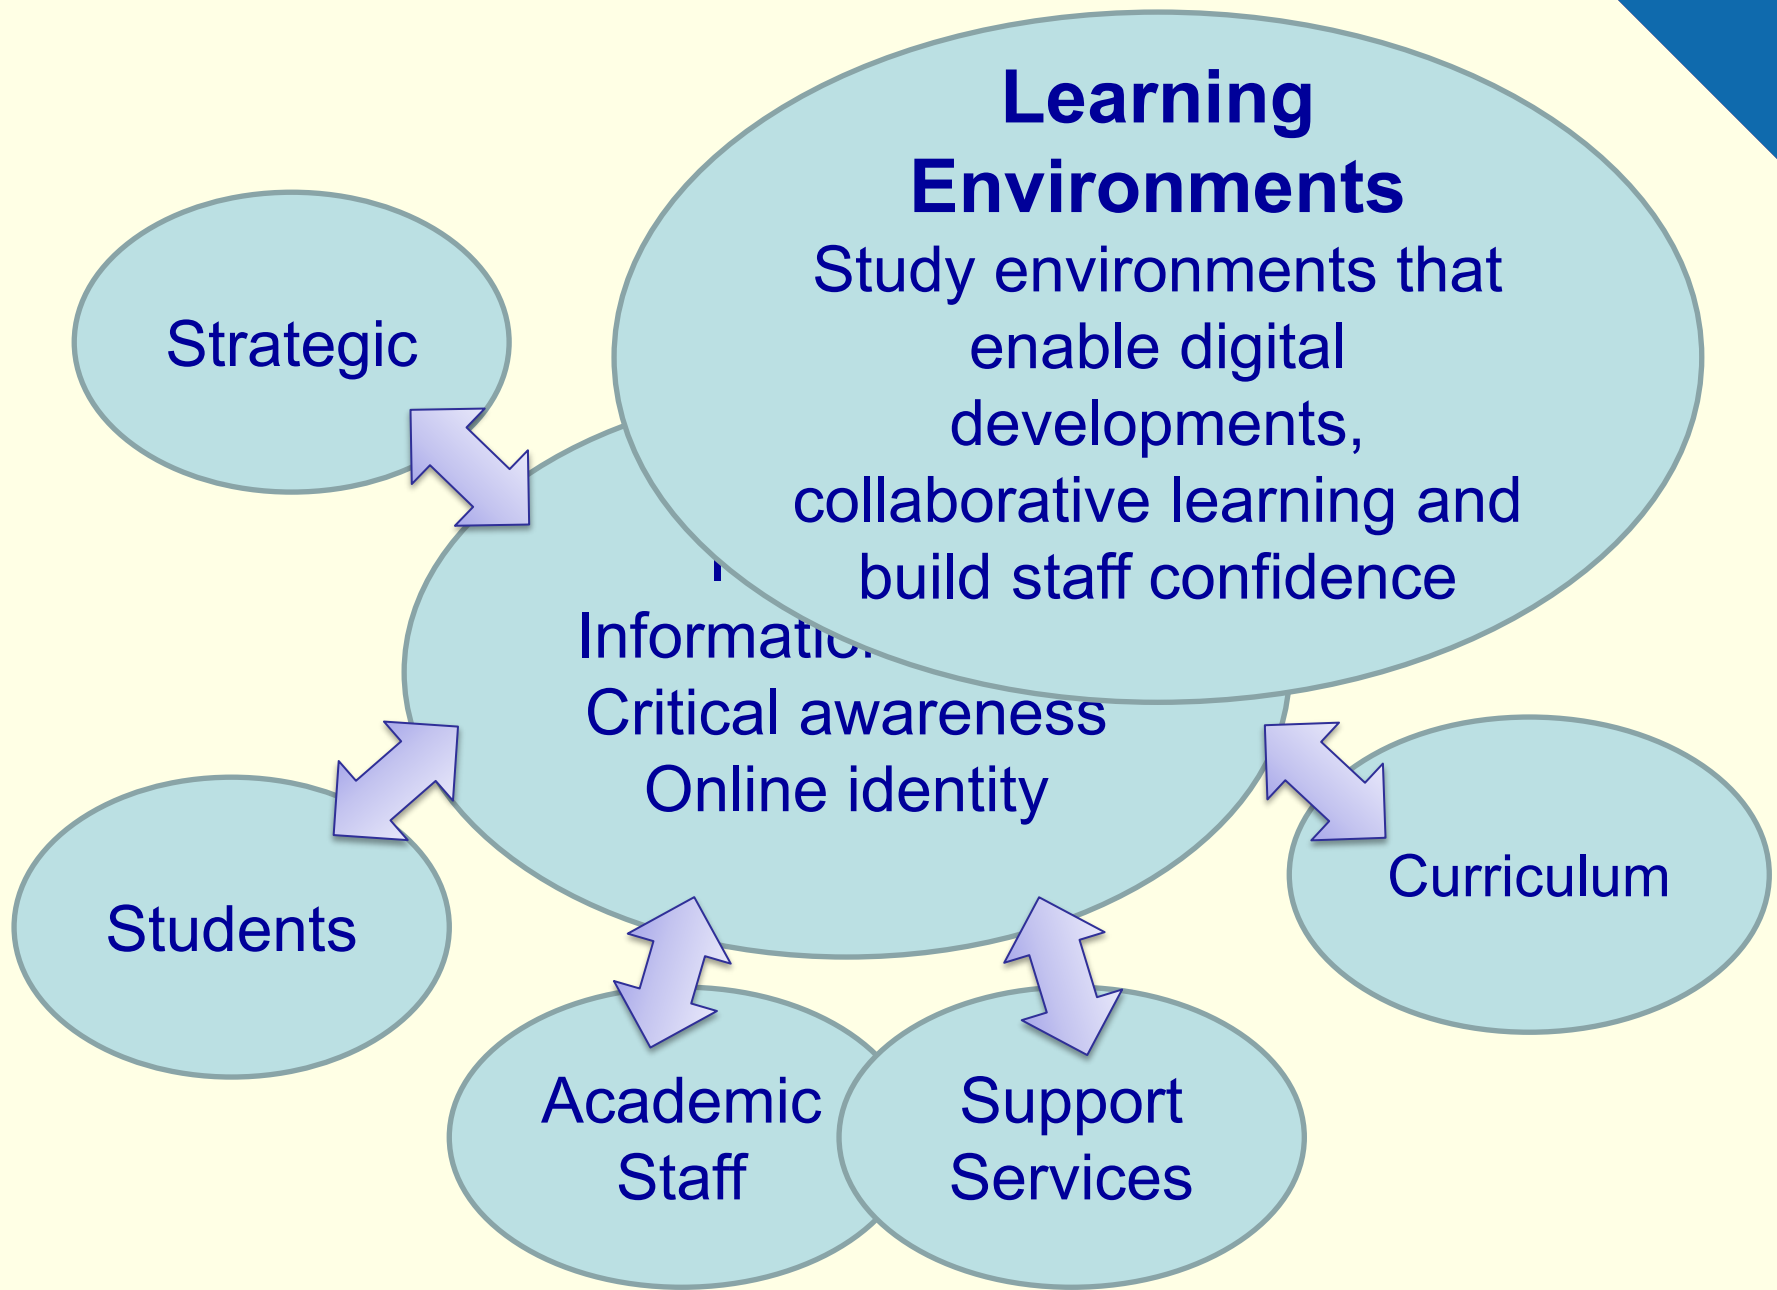 Learning
Environments
Study environments that
enable digital
developments,
collaborative learning and
build staff confidence
Strategic
Critical awareness
Online identity
Students
Curriculum
Academic
Staff
Support
Services